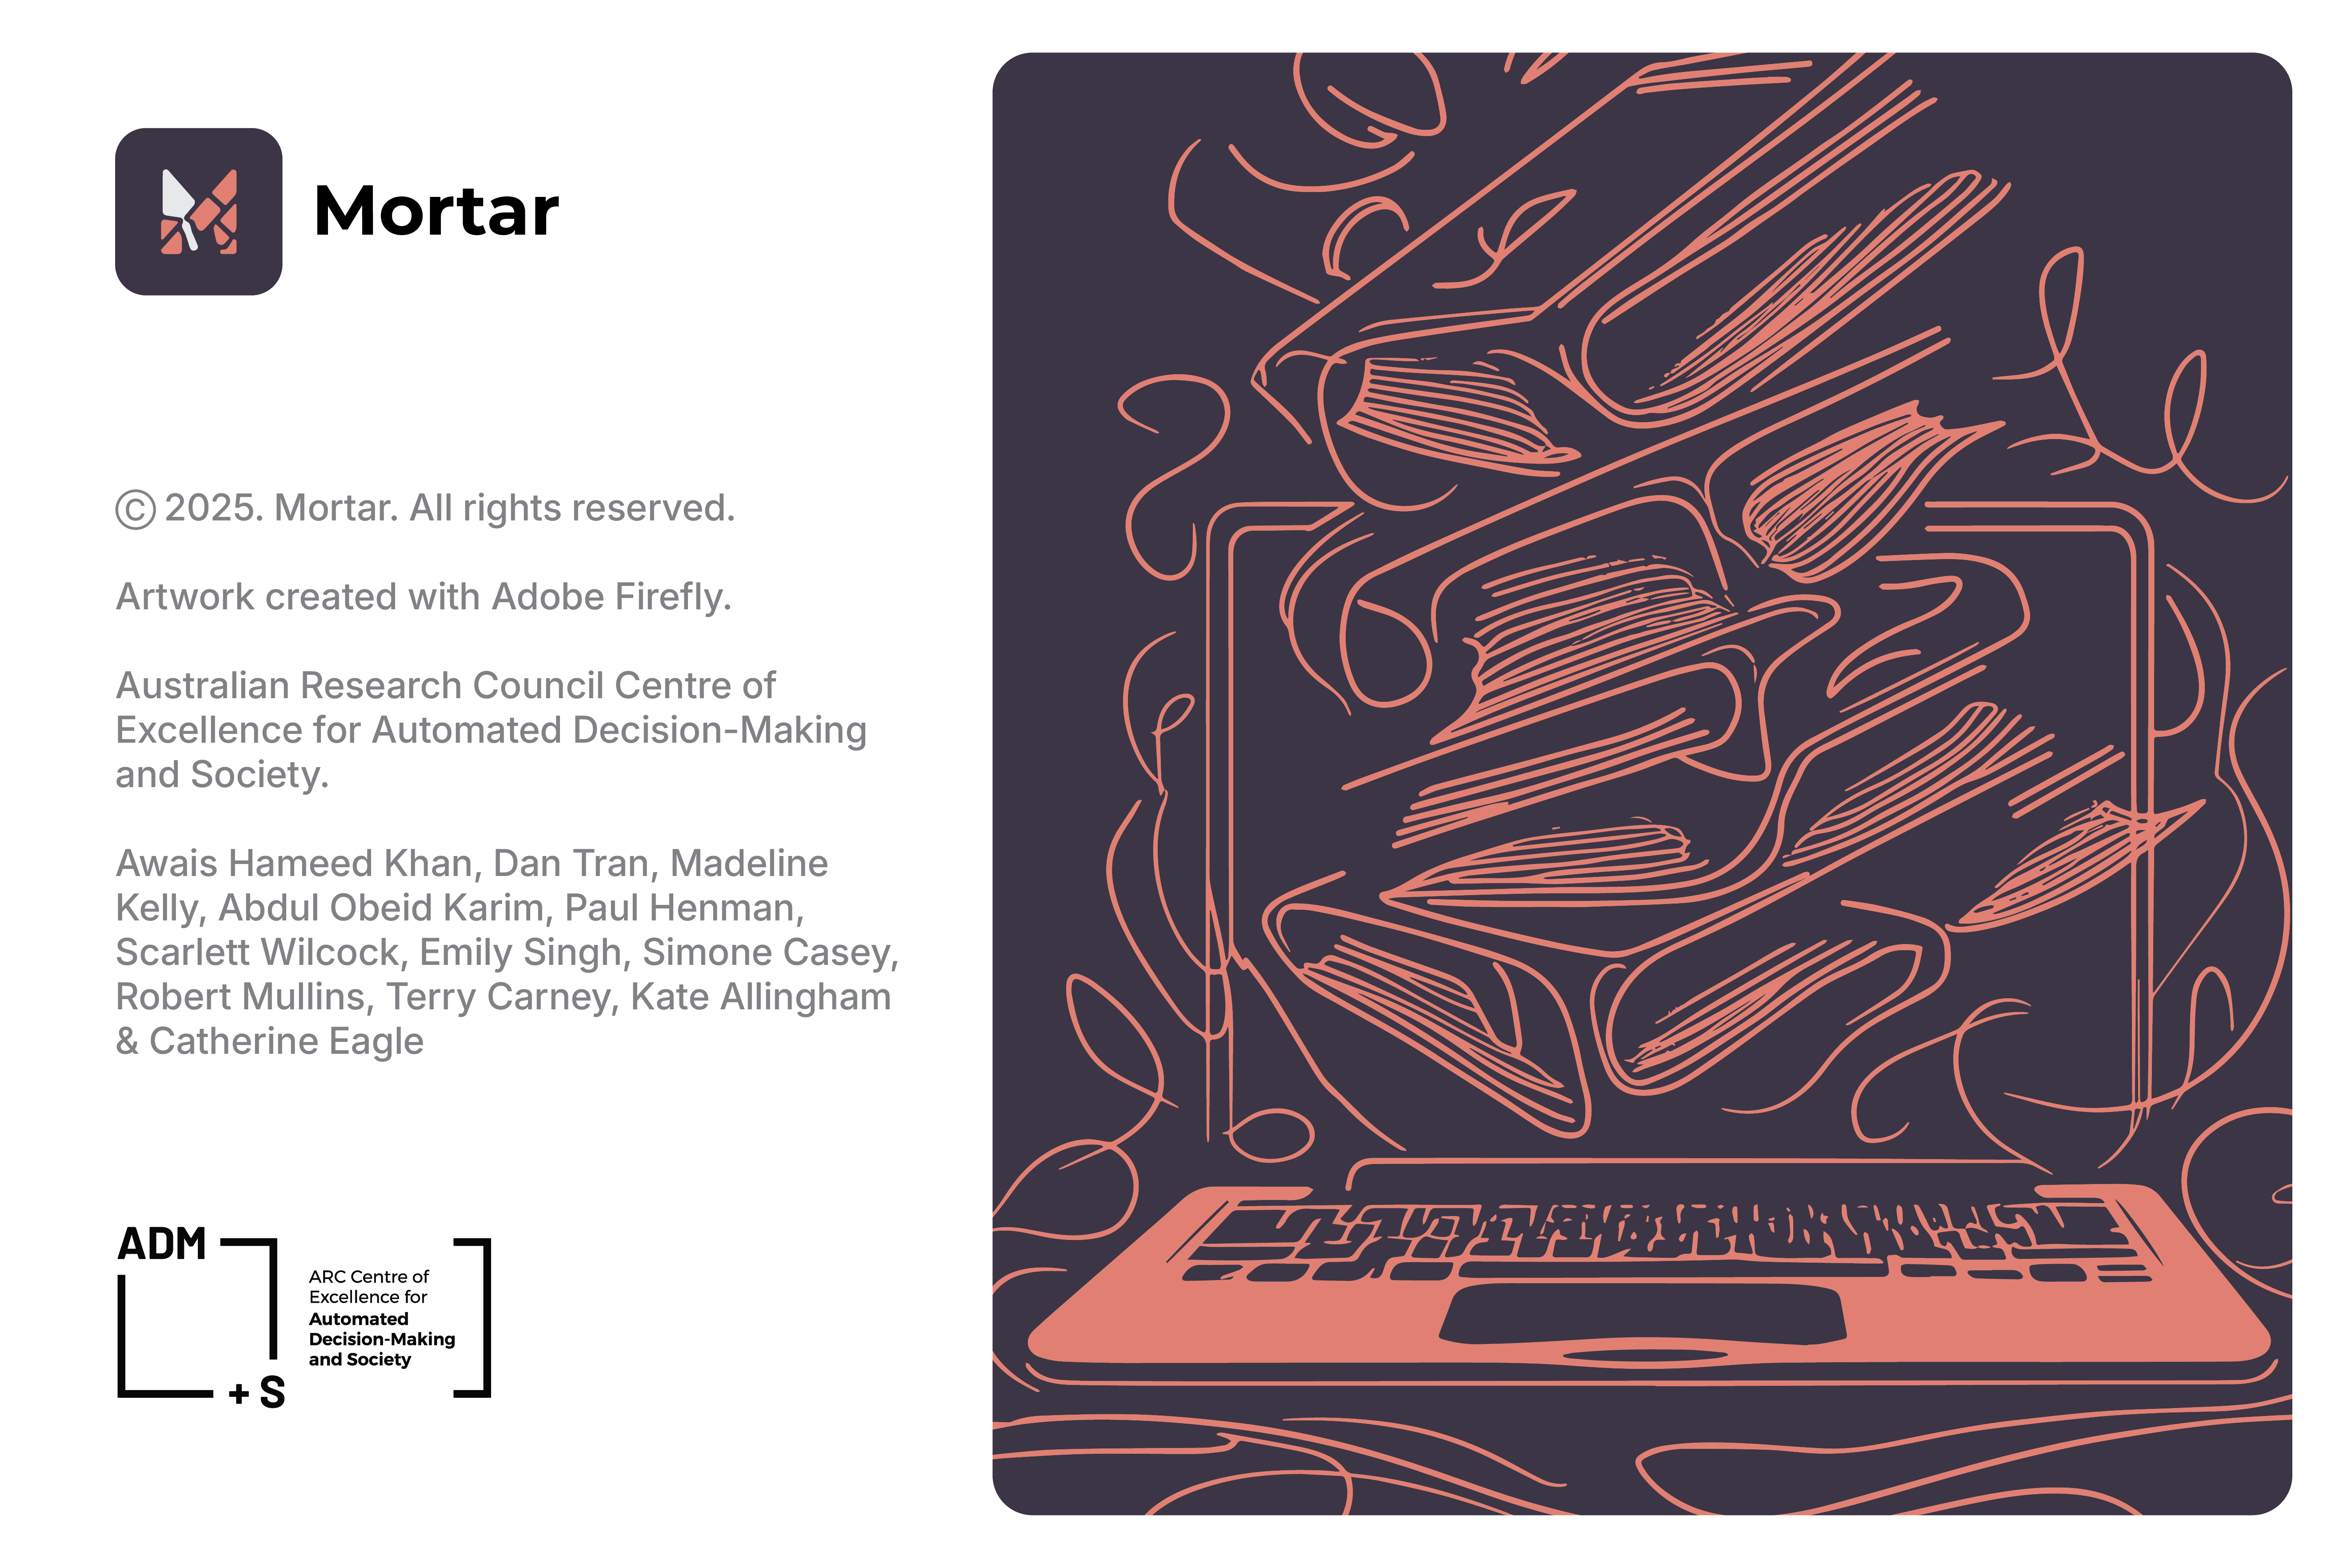 Mortar
© 2025. Mortar. All rights reserved.
Artwork created with Adobe Firefly.
Australian Research Council Centre of
Excellence for Automated Decision-Making
and Society.
Awais Hameed Khan, Dan Tran, Madeline
Kelly, Abdul Obeid Karim, Paul Henman,
Scarlett Wilcock, Emily Singh, Simone Casey,
Robert Mullins, Terry Carney, Kate Allingham
& Catherine Eagle
ADM
+ S
ARC Centre of
Excellence for
Automated
Decision-Making
and Society